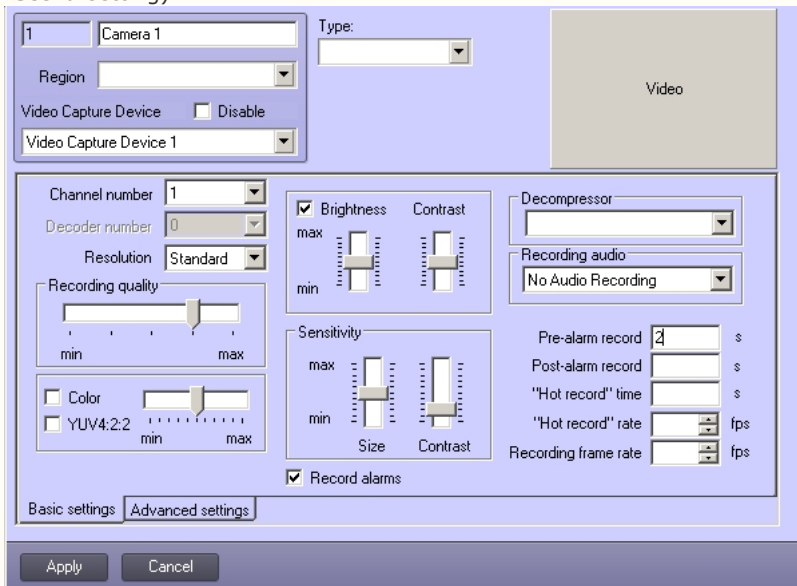 1 Camera 1
Type:
Region
Video
Video Capture Device Disable
Video Capture Device 1
Channel number 1
Decoder number 0
Resolution Standard
Recording quality
min max
Color
YUV4:2:2
min max
Brightness Contrast
max
min
Sensitivity
max
min
Size Contrast
Record alarms
Decompressor
Recording audio
No Audio Recording
Pre-alarm record 2 s
Post-alarm record s
"Hot record" time s
"Hot record" rate fps
Recording frame rate fps
Basic settings Advanced settings
Apply Cancel